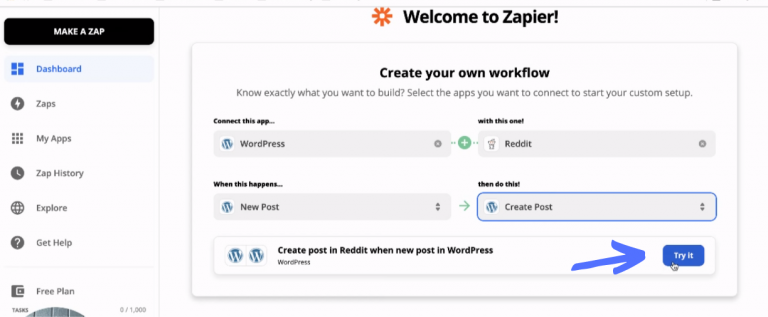 Welcome to Zapier!
MAKE A ZAP
Dashboard
Zaps
My Apps
Zap History
Explore
Get Help
Free Plan
TASKS
0 / 1,000
Create your own workflow
Know exactly what you want to build? Select the apps you want to connect to start your custom setup.
Connect this app...
with this one!
WordPress
Reddit
When this happens...
then do this!
New Post
Create Post
Create post in Reddit when new post in WordPress
WordPress
Try it